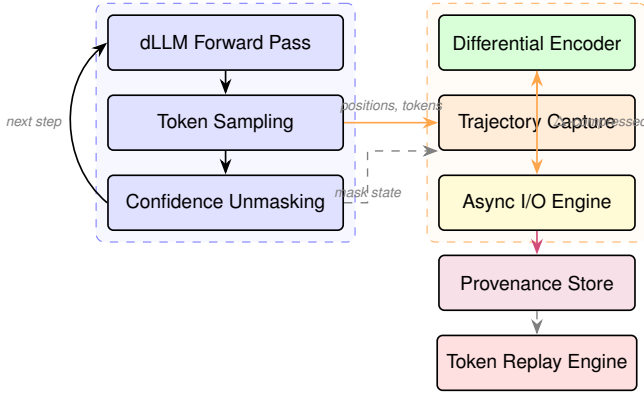 dLLM Forward Pass
Differential Encoder
positions, tokens
next step
Token Sampling
Trajectory Capture
compressed
mask state
Confidence Unmasking
Async I/O Engine
Provenance Store
Token Replay Engine